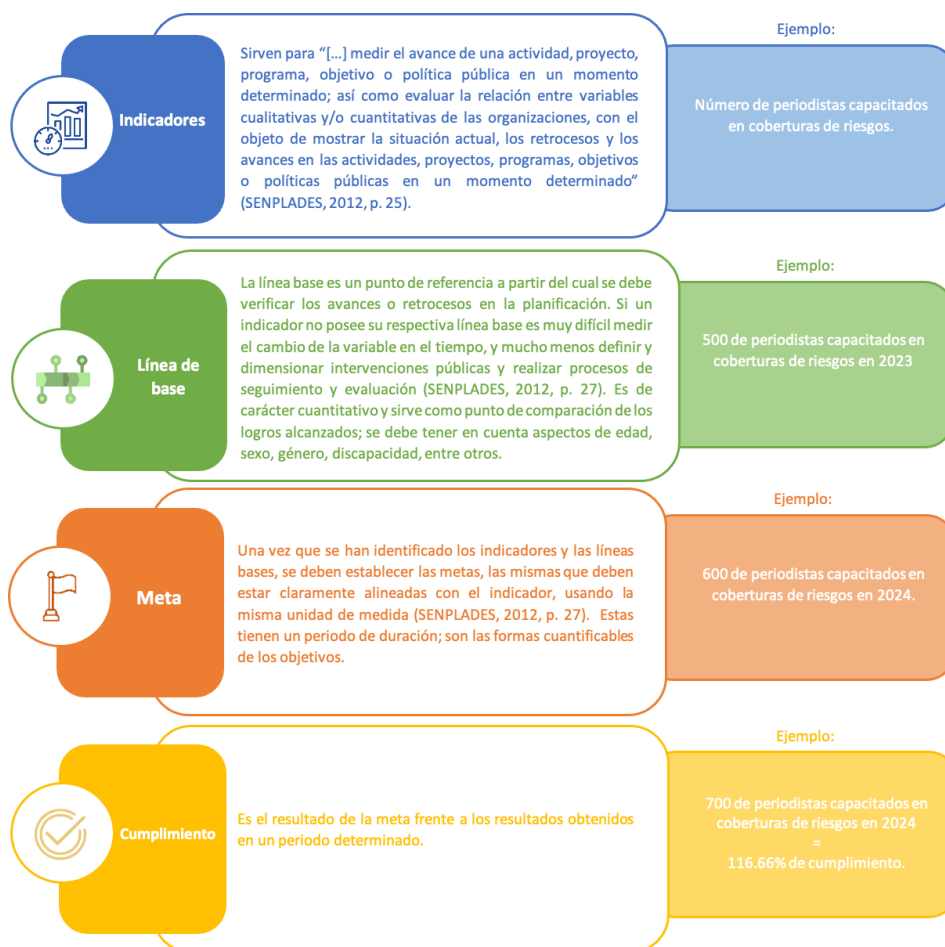 Indicadores
Sirven para “[...] medir el avance de una actividad, proyecto,
programa, objetivo o política pública en un momento
determinado; así como evaluar la relación entre variables
cualitativas y/o cuantitativas de las organizaciones, con el
objeto de mostrar la situación actual, los retrocesos y los
avances en las actividades, proyectos, programas, objetivos
o políticas públicas en un momento determinado”
(SENPLADES, 2012, p. 25).
Ejemplo:
Número de periodistas capacitados
en coberturas de riesgos.
Línea de
base
La línea base es un punto de referencia a partir del cual se debe
verificar los avances o retrocesos en la planificación. Si un
indicador no posee su respectiva línea base es muy difícil medir
el cambio de la variable en el tiempo, y mucho menos definir y
dimensionar intervenciones públicas y realizar procesos de
seguimiento y evaluación (SENPLADES, 2012, p. 27). Es de
carácter cuantitativo y sirve como punto de comparación de los
logros alcanzados; se debe tener en cuenta aspectos de edad,
sexo, género, discapacidad, entre otros.
Ejemplo:
500 de periodistas capacitados en
coberturas de riesgos en 2023
Meta
Una vez que se han identificado los indicadores y las líneas
bases, se deben establecer las metas, las mismas que deben
estar claramente alineadas con el indicador, usando la
misma unidad de medida (SENPLADES, 2012, p. 27). Estas
tienen un periodo de duración; son las formas cuantificables
de los objetivos.
Ejemplo:
600 de periodistas capacitados en
coberturas de riesgos en 2024.
Cumplimiento
Es el resultado de la meta frente a los resultados obtenidos
en un periodo determinado.
Ejemplo:
700 de periodistas capacitados en
coberturas de riesgos en 2024
=
116.66% de cumplimiento.